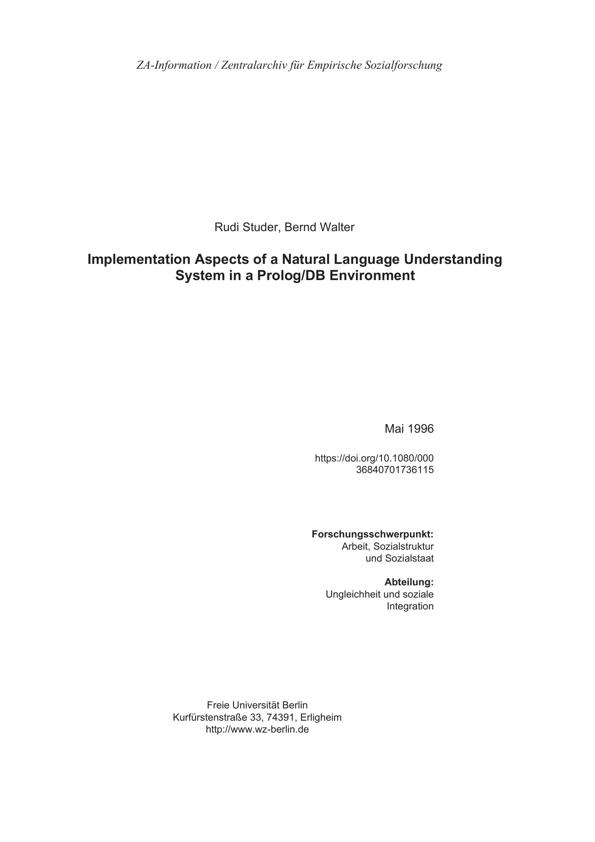 ZA-Information / Zentralarchiv für Empirische Sozialforschung
Rudi Studer, Bernd Walter
Implementation Aspects of a Natural Language Understanding
System in a Prolog/DB Environment
Mai 1996
https://doi.org/10.1080/000
36840701736115
Forschungsschwerpunkt:
Arbeit, Sozialstruktur
und Sozialstaat
Abteilung:
Ungleichheit und soziale
Integration
Freie Universität Berlin
Kurfürstenstraße 33, 74391, Erligheim
http://www.wz-berlin.de